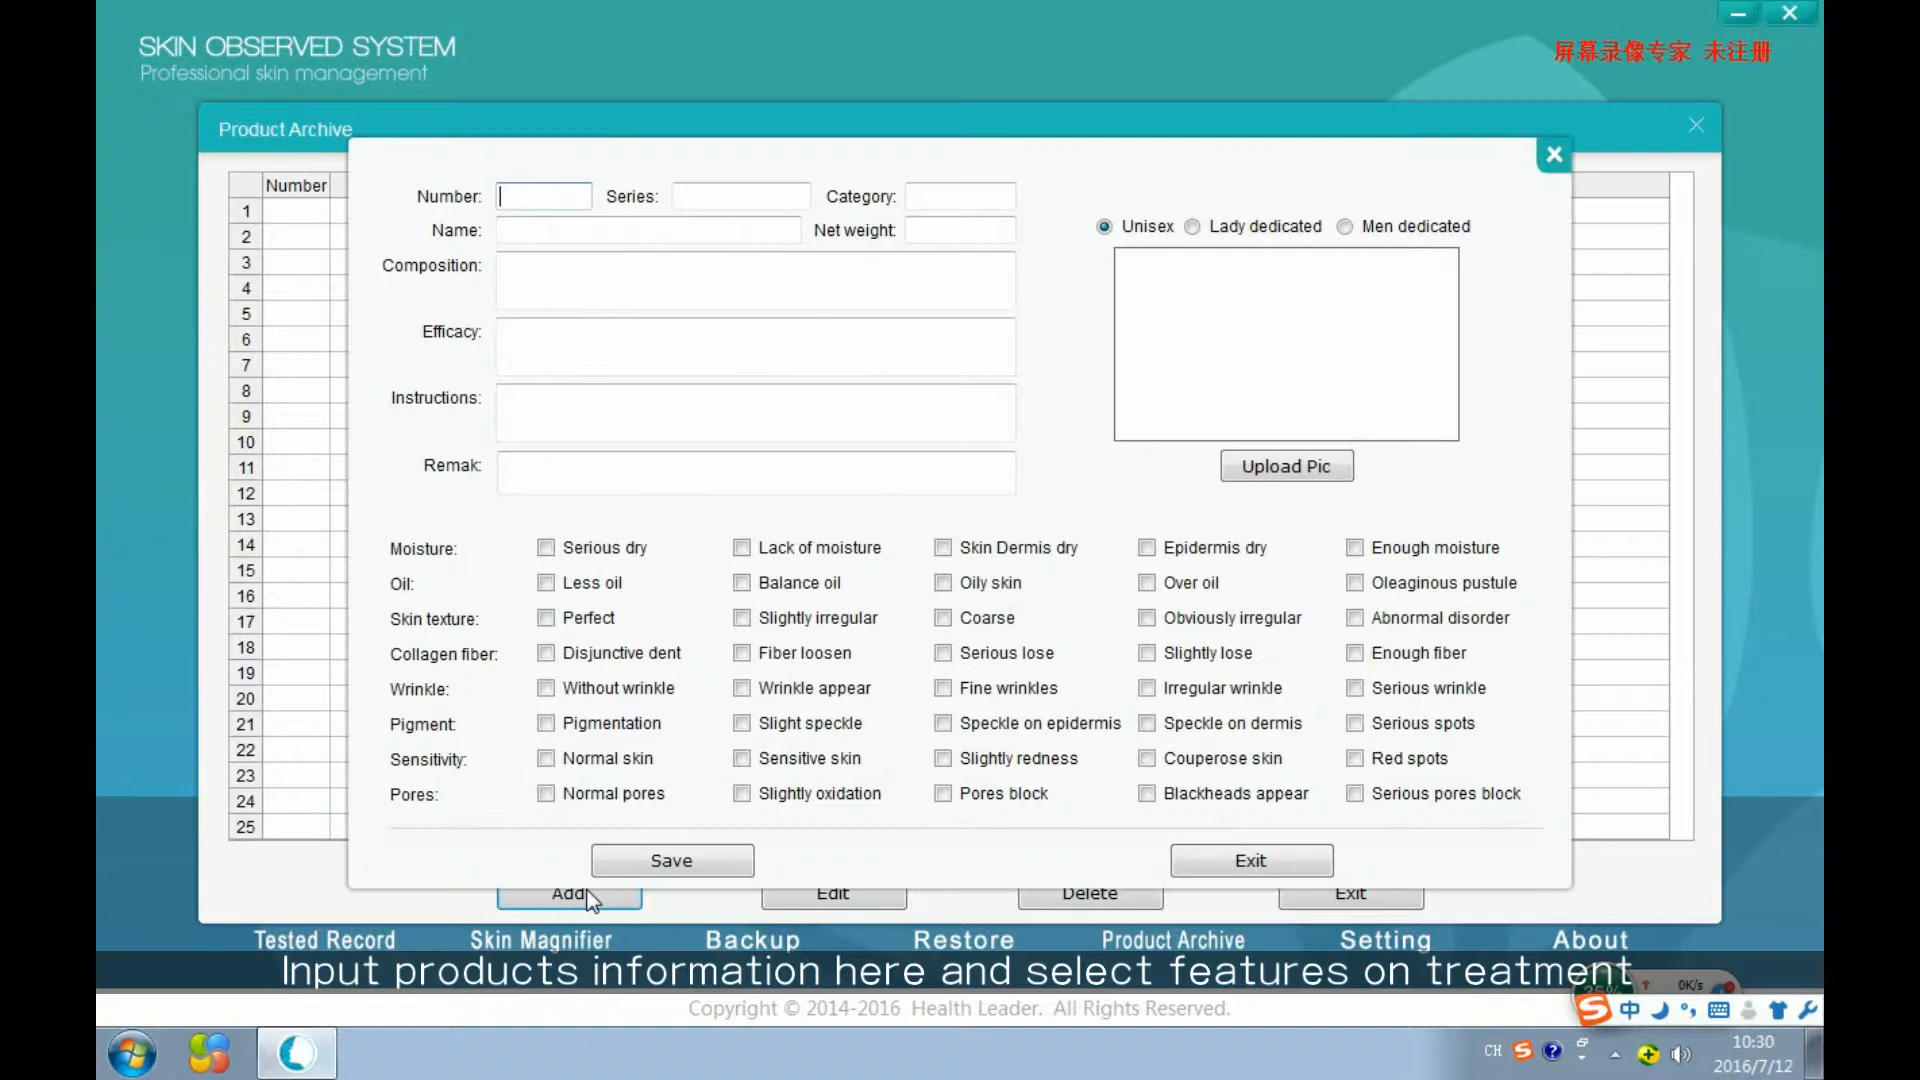 SKIN OBSERVED SYSTEM
Professional skin management
屏幕录像专家 未注册
Product Archive
Number
1
2
3
4
5
6
7
8
9
10
11
12
13
14
15
16
17
18
19
20
21
22
23
24
25
Number: Series: Category:
Name: Net weight:
Unisex Lady dedicated Men dedicated
Composition:
Efficacy:
Instructions:
Remak:
Upload Pic
Moisture: Serious dry Lack of moisture Skin Dermis dry Epidermis dry Enough moisture
Oil: Less oil Balance oil Oily skin Over oil Oleaginous pustule
Skin texture: Perfect Slightly irregular Coarse Obviously irregular Abnormal disorder
Collagen fiber: Disjunctive dent Fiber loosen Serious lose Slightly lose Enough fiber
Wrinkle: Without wrinkle Wrinkle appear Fine wrinkles Irregular wrinkle Serious wrinkle
Pigment: Pigmentation Slight speckle Speckle on epidermis Speckle on dermis Serious spots
Sensitivity: Normal skin Sensitive skin Slightly redness Couperose skin Red spots
Pores: Normal pores Slightly oxidation Pores block Blackheads appear Serious pores block
Save Exit
Add Edit Delete Exit
Tested Record Skin Magnifier Backup Restore Product Archive Setting About
Input products information here and select features on treatment
0K/s
Copyright © 2014-2016 Health Leader. All Rights Reserved.
中
CH
10:30
2016/7/12